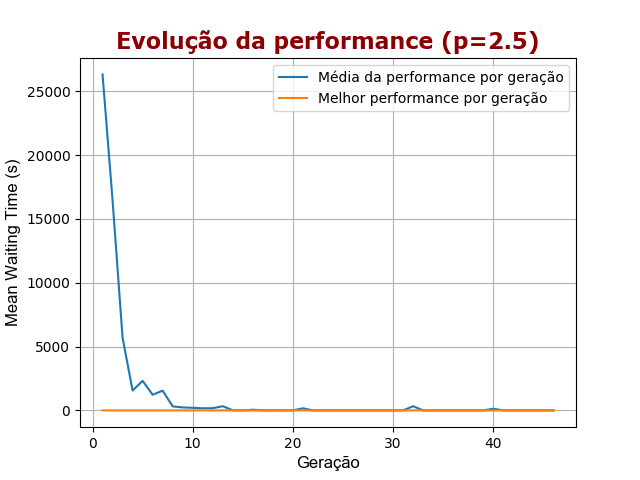 Evolução da performance (p=2.5)
Média da performance por geração
Melhor performance por geração
Mean Waiting Time (s)
25000
20000
15000
10000
5000
0
0 10 20 30 40
Geração